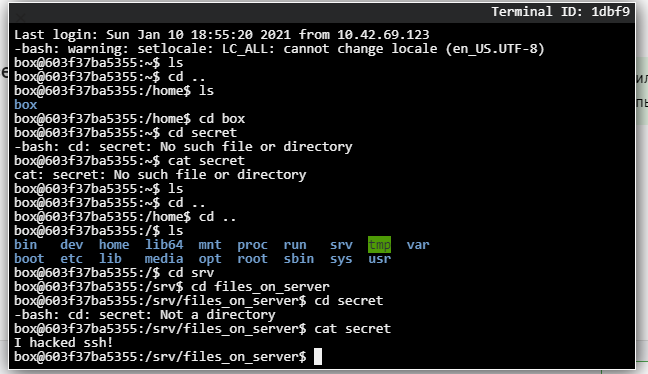 Terminal ID: 1dbf9
Last login: Sun Jan 10 18:55:20 2021 from 10.42.69.123
-bash: warning: setlocale: LC_ALL: cannot change locale (en_US.UTF-8)
box@603f37ba5355:~$ ls
box@603f37ba5355:~$ cd ..
box@603f37ba5355:/home$ ls
box
box@603f37ba5355:/home$ cd box
box@603f37ba5355:~$ cd secret
-bash: cd: secret: No such file or directory
box@603f37ba5355:~$ cat secret
cat: secret: No such file or directory
box@603f37ba5355:~$ ls
box@603f37ba5355:~$ cd ..
box@603f37ba5355:/home$ cd ..
box@603f37ba5355:/$ ls
bin dev home lib64 mnt proc run srv tmp var
boot etc lib media opt root sbin sys usr
box@603f37ba5355:/$ cd srv
box@603f37ba5355:/srv$ cd files_on_server
box@603f37ba5355:/srv/files_on_server$ cd secret
-bash: cd: secret: Not a directory
box@603f37ba5355:/srv/files_on_server$ cat secret
I hacked ssh!
box@603f37ba5355:/srv/files_on_server$